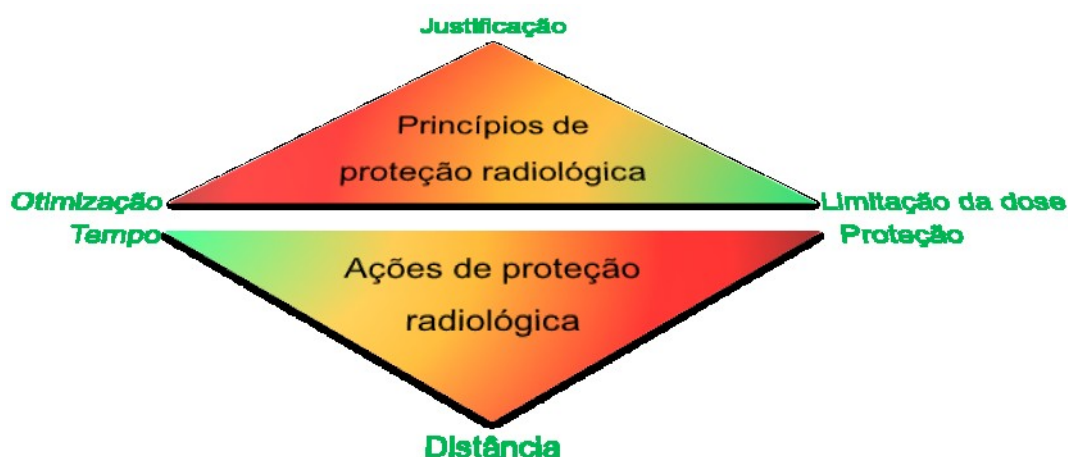 Justificação
Princípios de
proteção radiológica
Otimização
Limitação da dose
Tempo
Proteção
Ações de proteção
radiológica
Distância